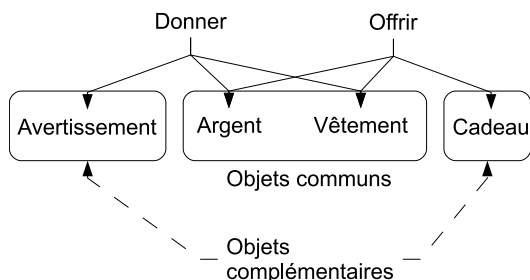 Donner Offrir
Avertissement Argent Vêtement Cadeau
Objets communs
Objets
complémentaires